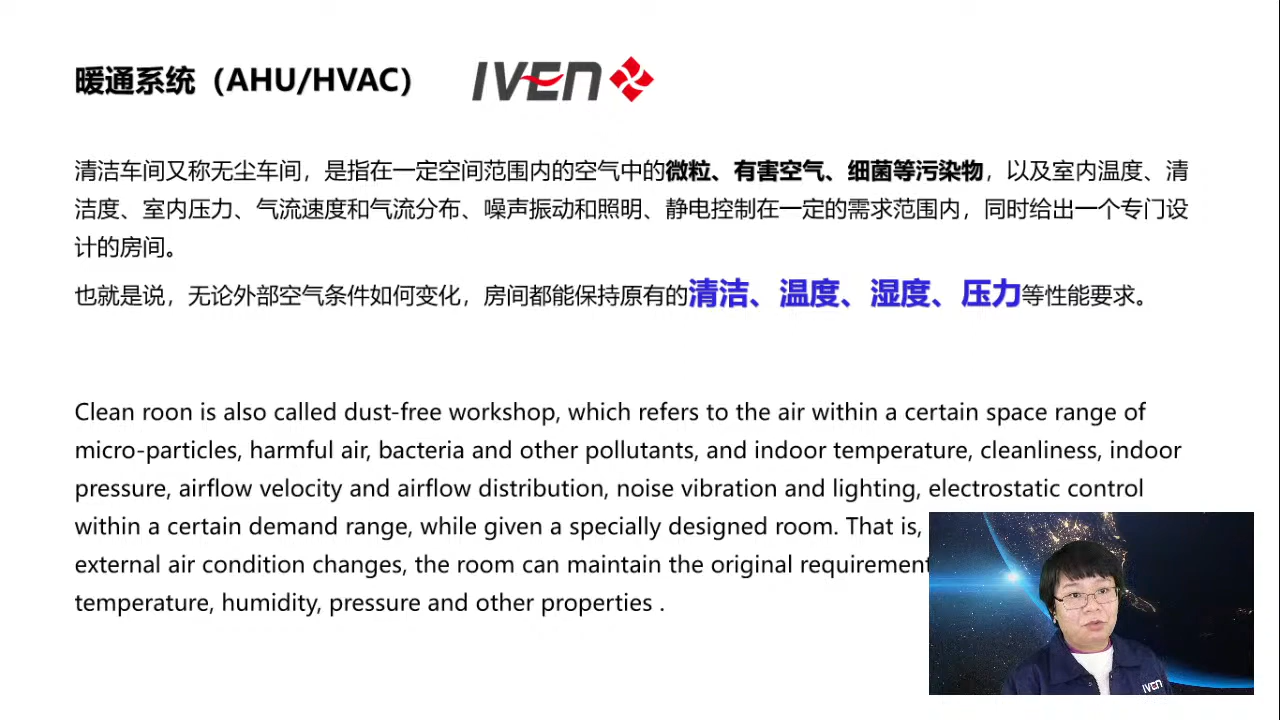 暖通系统（AHU/HVAC）
IVEN
清洁车间又称无尘车间，是指在一定空间范围内的空气中的微粒、有害空气、细菌等污染物，以及室内温度、清
洁度、室内压力、气流速度和气流分布、噪声振动和照明、静电控制在一定的需求范围内，同时给出一个专门设
计的房间。
也就是说，无论外部空气条件如何变化，房间都能保持原有的清洁、温度、湿度、压力等性能要求。
Clean roon is also called dust-free workshop, which refers to the air within a certain space range of
micro-particles, harmful air, bacteria and other pollutants, and indoor temperature, cleanliness, indoor
pressure, airflow velocity and airflow distribution, noise vibration and lighting, electrostatic control
within a certain demand range, while given a specially designed room. That is,
external air condition changes, the room can maintain the original requirement
temperature, humidity, pressure and other properties .
IVEN